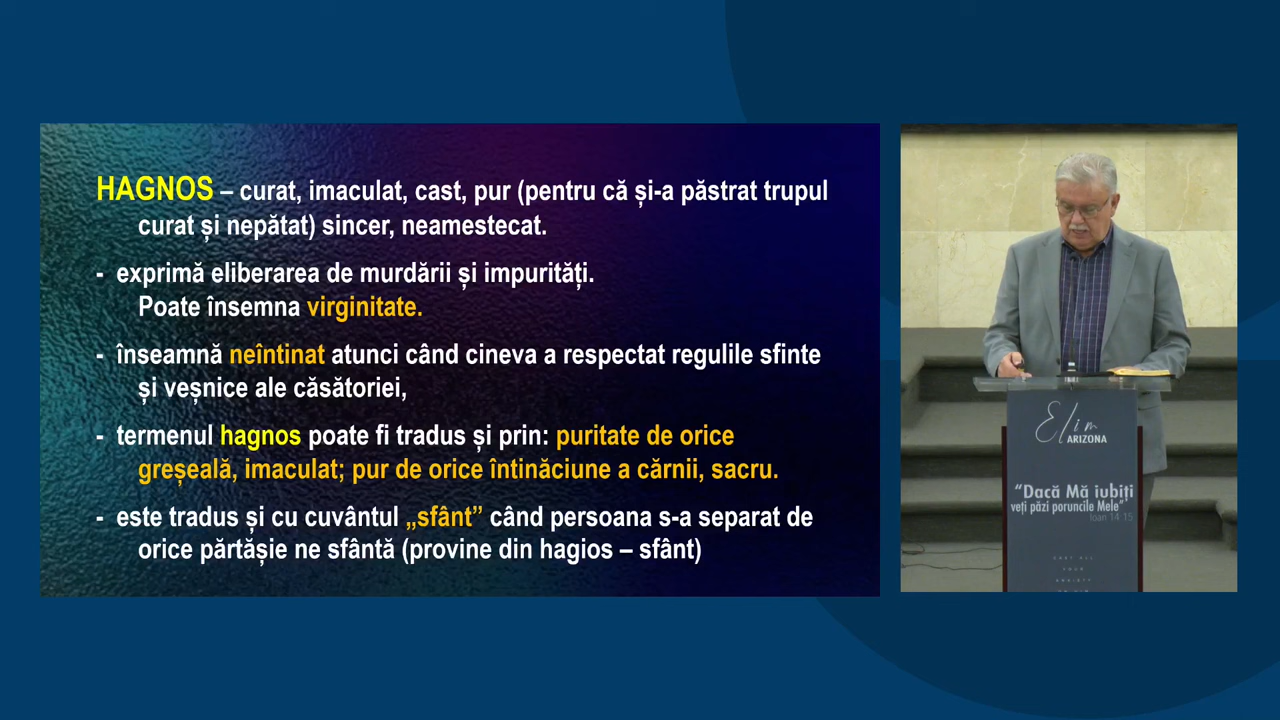 HAGNOS – curat, imaculat, cast, pur (pentru că și-a păstrat trupul
curat și nepătat) sincer, neamestecat.
- exprimă eliberarea de murdării și impurități.
Poate însemna virginitate.
- înseamnă neîntinat atunci când cineva a respectat regulile sfinte
și veșnice ale căsătoriei,
- termenul hagnos poate fi tradus și prin: puritate de orice
greșeală, imaculat; pur de orice întinăciune a cărnii, sacru.
- este tradus și cu cuvântul „sfânt” când persoana s-a separat de
orice părtășie ne sfântă (provine din hagios – sfânt)
Elim
ARIZONA
“Dacă Mă iubiți
veți păzi poruncile Mele”
Ioan 14:15
CAST ALL
YOUR
ANXIETY